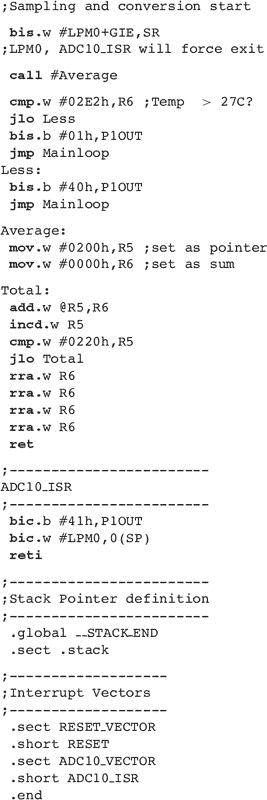 ;Sampling and conversion start
bis.w #LPM0+GIE,SR
;LPM0, ADC10_ISR will force exit
call #Average
cmp.w #02E2h,R6 ;Temp > 27C?
jlo Less
bis.b #01h,P1OUT
jmp Mainloop
Less:
bis.b #40h,P1OUT
jmp Mainloop
Average:
mov.w #0200h,R5 ;set as pointer
mov.w #0000h,R6 ;set as sum
Total:
add.w @R5,R6
incd.w R5
cmp.w #0220h,R5
jlo Total
rra.w R6
rra.w R6
rra.w R6
rra.w R6
ret
;------------------------
ADC10_ISR
;------------------------
bic.b #41h,P1OUT
bic.w #LPM0,0(SP)
reti
;------------------------
;Stack Pointer definition
;------------------------
.global __STACK_END
.sect .stack
;-------------------
;Interrupt Vectors
;-------------------
.sect RESET_VECTOR
.short RESET
.sect ADC10_VECTOR
.short ADC10_ISR
.end